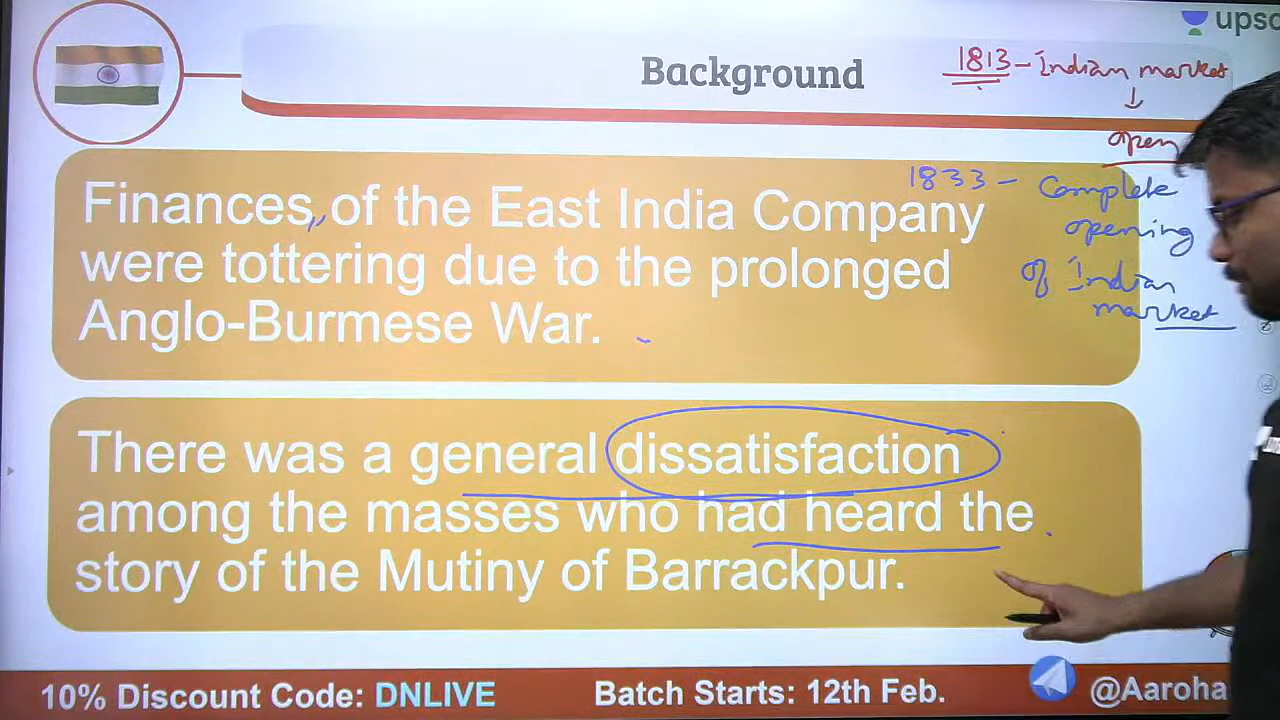 upsc
Background
1813 - Indian market
↓
open
1833 - Complete
opening
of Indian
market
Finances of the East India Company
were tottering due to the prolonged
Anglo-Burmese War.
There was a general dissatisfaction
among the masses who had heard the
story of the Mutiny of Barrackpur.
10% Discount Code: DNLIVE
Batch Starts: 12th Feb.
@Aaroha